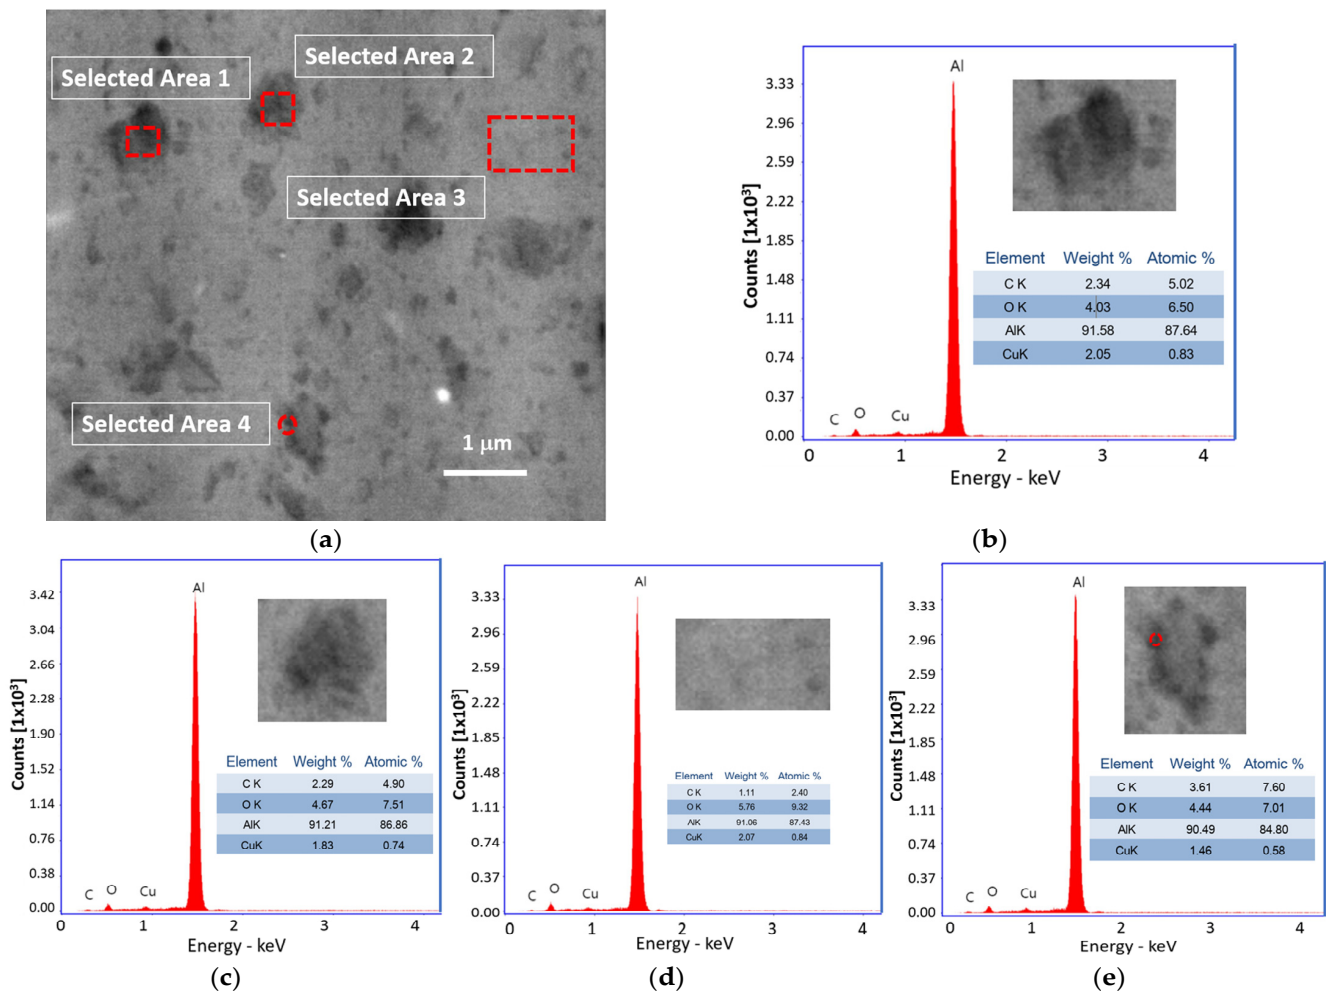 Selected Area 1
Selected Area 2
Selected Area 3
Selected Area 4
1 μm
(a)
Counts [1x10³]
3.33
2.96
2.59
2.22
1.85
1.48
1.11
0.74
0.37
0.00
Al
C
O
Cu
Element Weight % Atomic %
C K 2.34 5.02
O K 4.03 6.50
AlK 91.58 87.64
CuK 2.05 0.83
0 1 2 3 4
Energy - keV
(b)
Counts [1x10³]
3.42
3.04
2.66
2.28
1.90
1.52
1.14
0.76
0.38
0.00
Al
C
O
Cu
Element Weight % Atomic %
C K 2.29 4.90
O K 4.67 7.51
AlK 91.21 86.86
CuK 1.83 0.74
0 1 2 3 4
Energy - keV
(c)
Counts [1x10³]
3.33
2.96
2.59
2.22
1.85
1.48
1.11
0.74
0.37
0.00
Al
C
O
Cu
Element Weight % Atomic %
C K 1.11 2.40
O K 5.76 9.32
AlK 91.06 87.43
CuK 2.07 0.84
0 1 2 3 4
Energy - keV
(d)
Counts [1x10³]
3.33
2.96
2.59
2.22
1.85
1.48
1.11
0.74
0.37
0.00
Al
C
O
Cu
Element Weight % Atomic %
C K 3.61 7.60
O K 4.44 7.01
AlK 90.49 84.80
CuK 1.46 0.58
0 1 2 3 4
Energy - keV
(e)